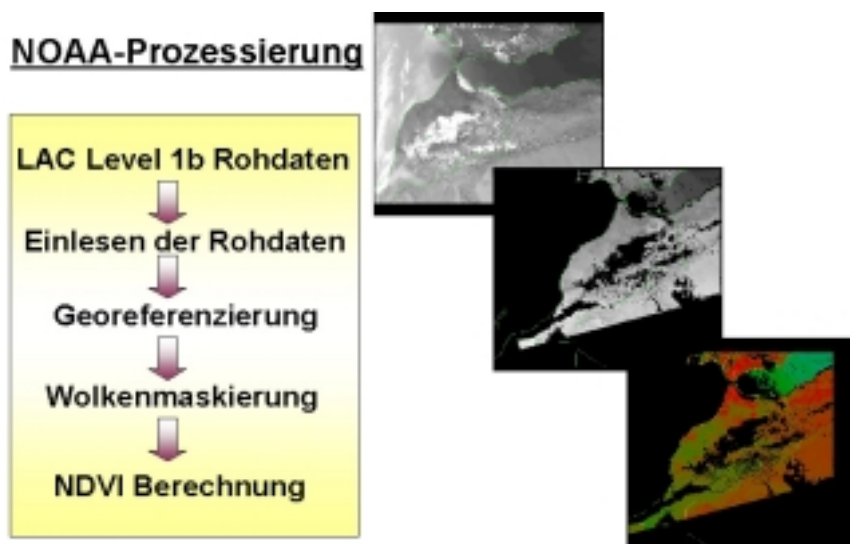 NOAA-Prozessierung
LAC Level 1b Rohdaten
Einlesen der Rohdaten
Georeferenzierung
Wolkenmaskierung
NDVI Berechnung